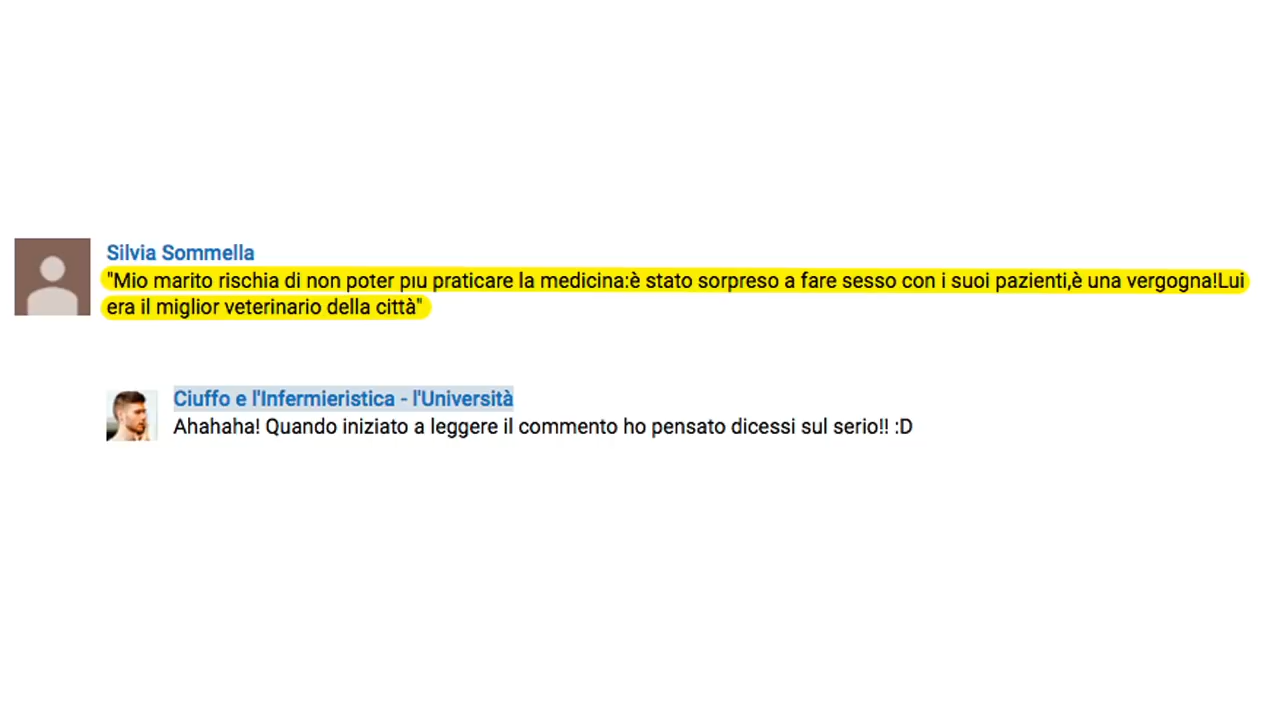 Silvia Sommella
"Mio marito rischia di non poter pıu praticare la medicina:è stato sorpreso a fare sesso con i suoi pazienti,è una vergogna!Lui
era il miglior veterinario della città"
Ciuffo e l'Infermieristica - l'Università
Ahahaha! Quando iniziato a leggere il commento ho pensato dicessi sul serio!! :D